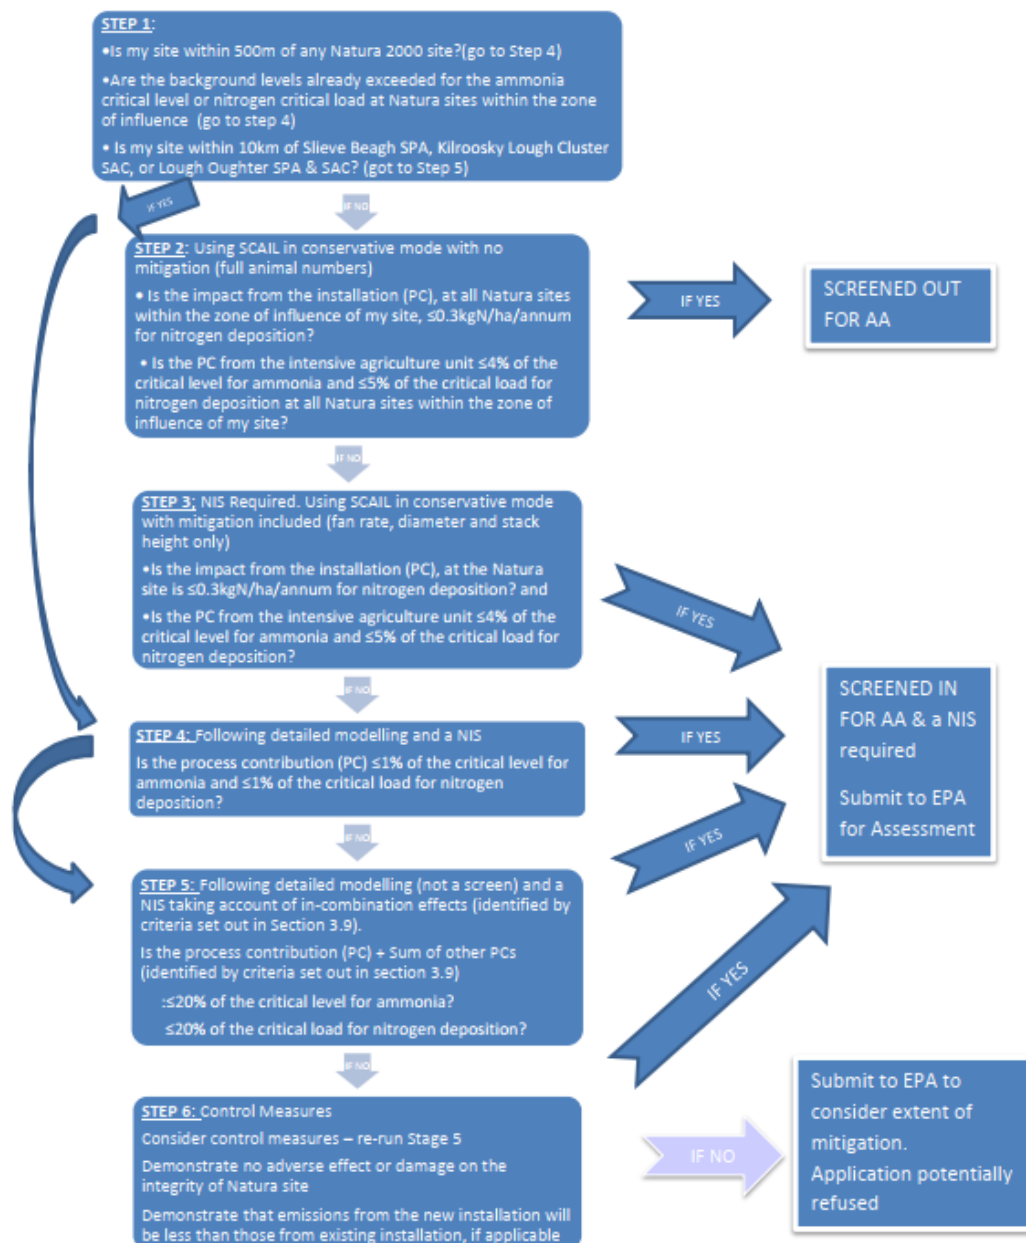 STEP 1:
•Is my site within 500m of any Natura 2000 site?(go to Step 4)
•Are the background levels already exceeded for the ammonia
critical level or nitrogen critical load at Natura sites within the zone
of influence (go to step 4)
• Is my site within 10km of Slieve Beagh SPA, Kilroosky Lough Cluster
SAC, or Lough Oughter SPA & SAC? (got to Step 5)
IF YES
IF NO
STEP 2: Using SCAIL in conservative mode with no
mitigation (full animal numbers)
• Is the impact from the installation (PC), at all Natura sites
within the zone of influence of my site, ≤0.3kgN/ha/annum
for nitrogen deposition?
• Is the PC from the intensive agriculture unit ≤4% of the
critical level for ammonia and ≤5% of the critical load for
nitrogen deposition at all Natura sites within the zone of
influence of my site?
IF YES
SCREENED OUT
FOR AA
IF NO
STEP 3; NIS Required. Using SCAIL in conservative mode
with mitigation included (fan rate, diameter and stack
height only)
•Is the impact from the installation (PC), at the Natura
site is ≤0.3kgN/ha/annum for nitrogen deposition? and
•Is the PC from the intensive agriculture unit ≤4% of the
critical level for ammonia and ≤5% of the critical load for
nitrogen deposition?
IF YES
IF NO
STEP 4: Following detailed modelling and a NIS
Is the process contribution (PC) ≤1% of the critical level for
ammonia and ≤1% of the critical load for nitrogen
deposition?
IF YES
SCREENED IN
FOR AA & a NIS
required
Submit to EPA
for Assessment
IF NO
IF YES
STEP 5: Following detailed modelling (not a screen) and a
NIS taking account of in-combination effects (identified by
criteria set out in Section 3.9).
Is the process contribution (PC) + Sum of other PCs
(identified by criteria set out in section 3.9)
:≤20% of the critical level for ammonia?
≤20% of the critical load for nitrogen deposition?
IF YES
IF NO
STEP 6: Control Measures
Consider control measures – re-run Stage 5
Demonstrate no adverse effect or damage on the
integrity of Natura site
Demonstrate that emissions from the new installation will
be less than those from existing installation, if applicable
IF NO
Submit to EPA to
consider extent of
mitigation.
Application potentially
refused